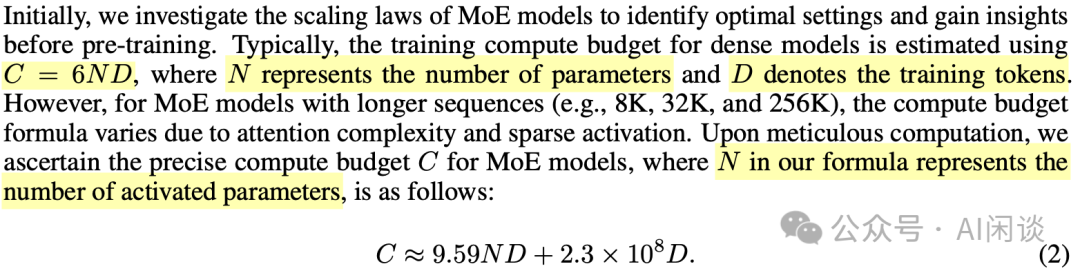 Initially, we investigate the scaling laws of MoE models to identify optimal settings and gain insights
before pre-training. Typically, the training compute budget for dense models is estimated using
C = 6ND, where N represents the number of parameters and D denotes the training tokens.
However, for MoE models with longer sequences (e.g., 8K, 32K, and 256K), the compute budget
formula varies due to attention complexity and sparse activation. Upon meticulous computation, we
ascertain the precise compute budget C for MoE models, where N in our formula represents the
number of activated parameters, is as follows:
公众号 · AI闲谈
C ≈ 9.59ND + 2.3 × 10⁸D. (2)